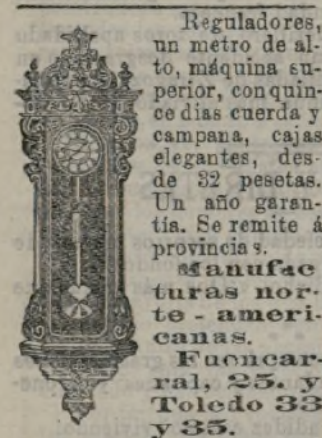 Reguladores,
un metro de al-
to, máquina su-
perior, con quin-
ce dias cuerda y
campana, cajas
elegantes, des-
de 32 pesetas.
Un año garan-
tía. Se remite á
provincias.
Manufac
turas nor-
te - ameri-
canas.
Fuencar-
ral, 25. y
Toledo 33
y 35.